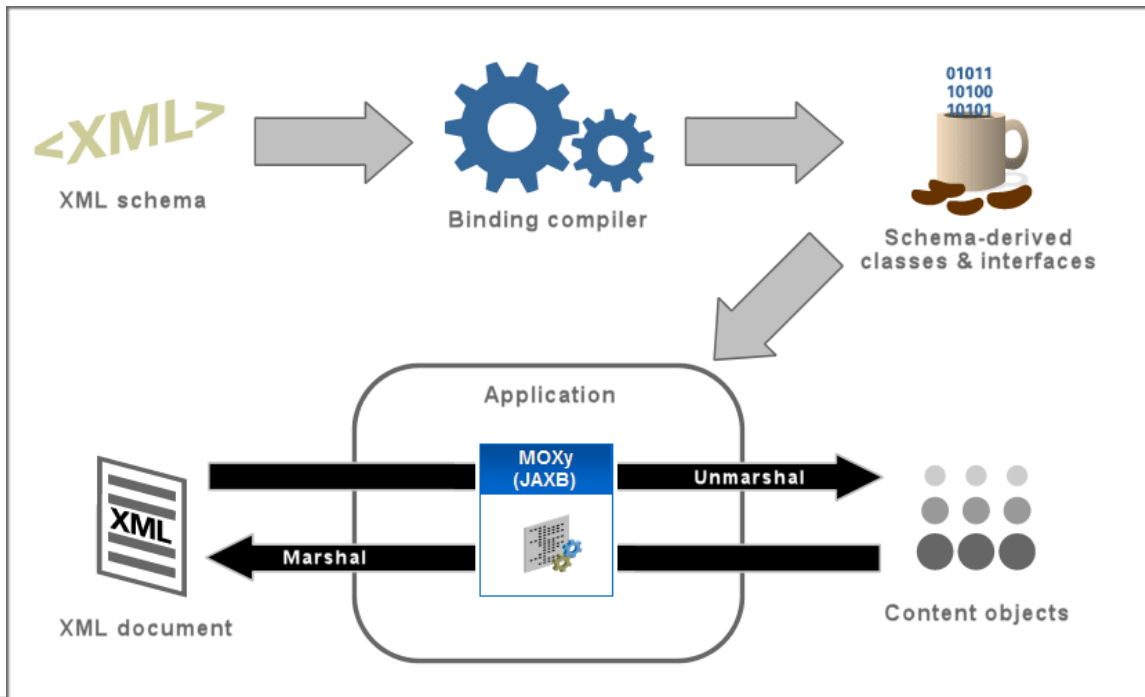 <XML>
XML schema
Binding compiler
01011
10100
10101
Schema-derived
classes & interfaces
Application
MOXy
(JAXB)
Unmarshal
XML
Marshal
XML document
Content objects